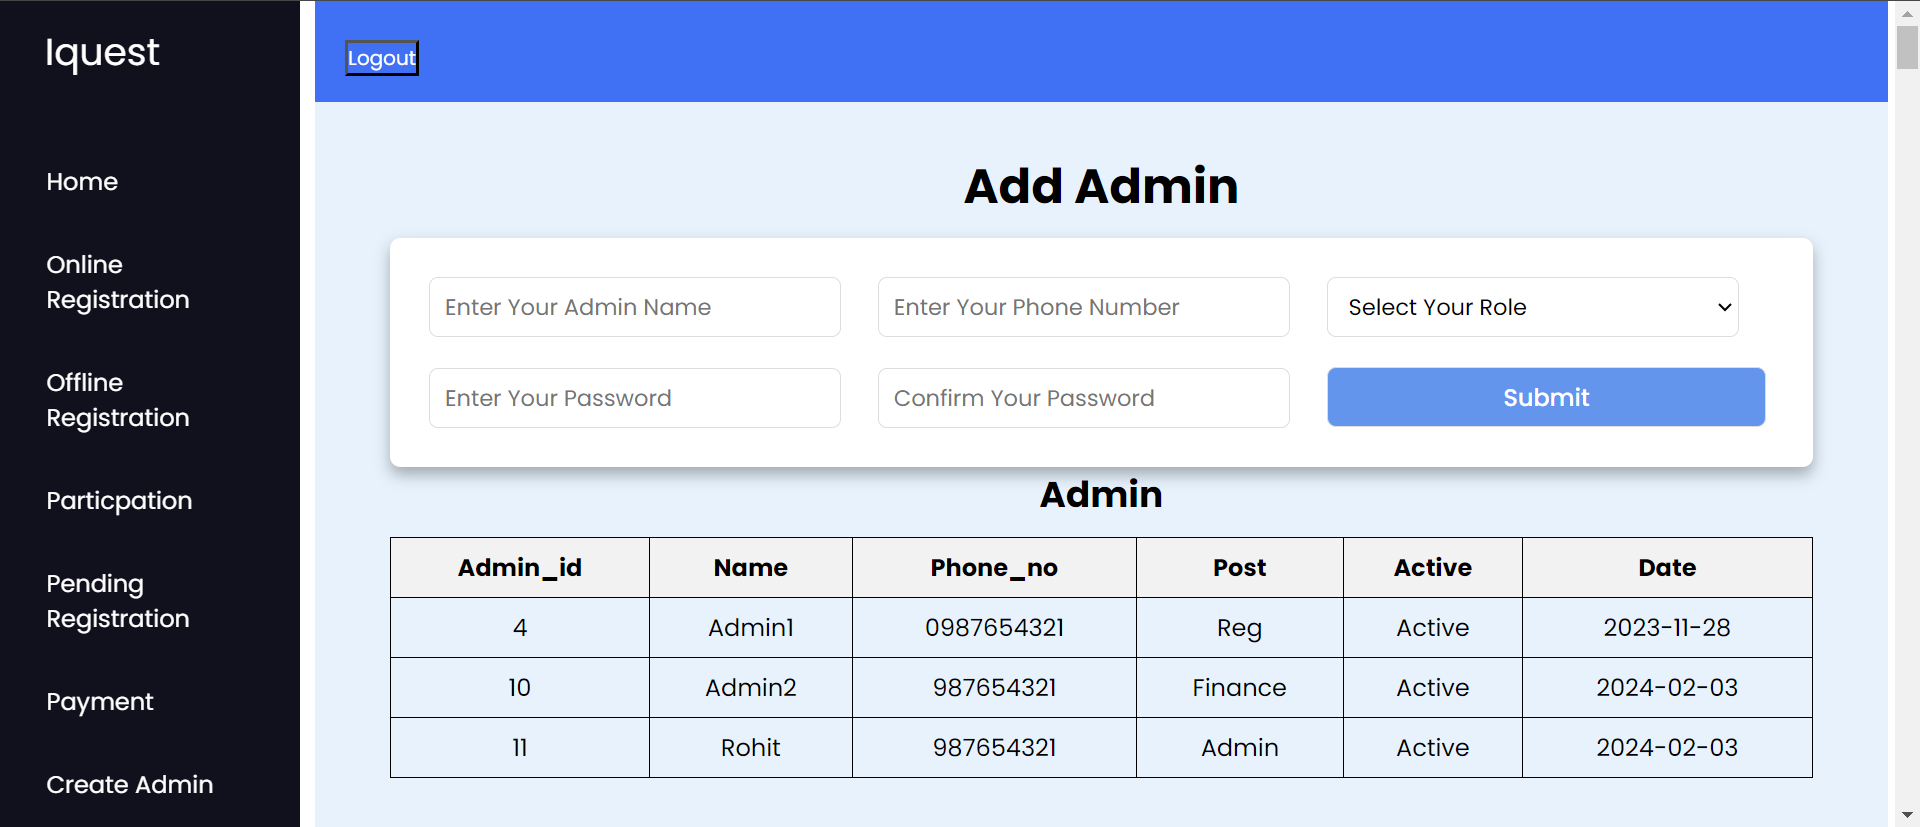 Iquest
Home
Online
Registration
Offline
Registration
Particpation
Pending
Registration
Payment
Create Admin
Logout
Add Admin
Enter Your Admin Name Enter Your Phone Number Select Your Role
Enter Your Password Confirm Your Password Submit
Admin
Admin_id Name Phone_no Post Active Date
4 Admin1 0987654321 Reg Active 2023-11-28
10 Admin2 987654321 Finance Active 2024-02-03
11 Rohit 987654321 Admin Active 2024-02-03